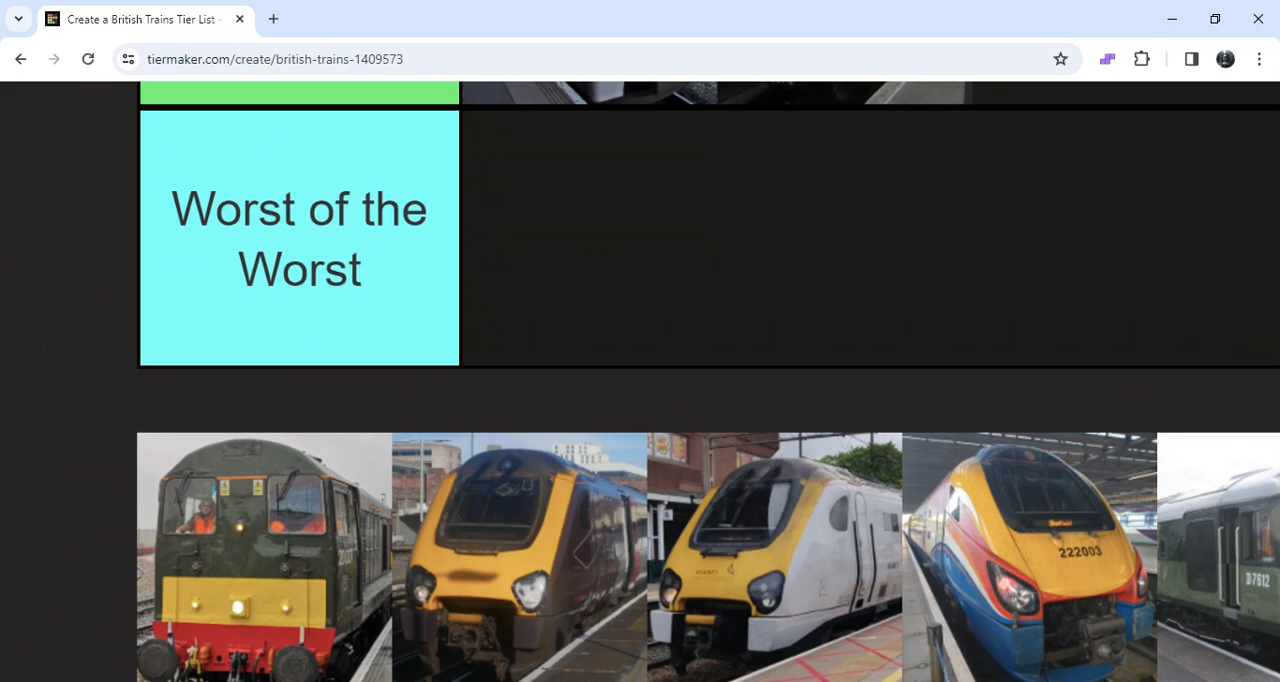 Create a British Trains Tier List -
tiermaker.com/create/british-trains-1409573
Worst of the
Worst
222003
D7612